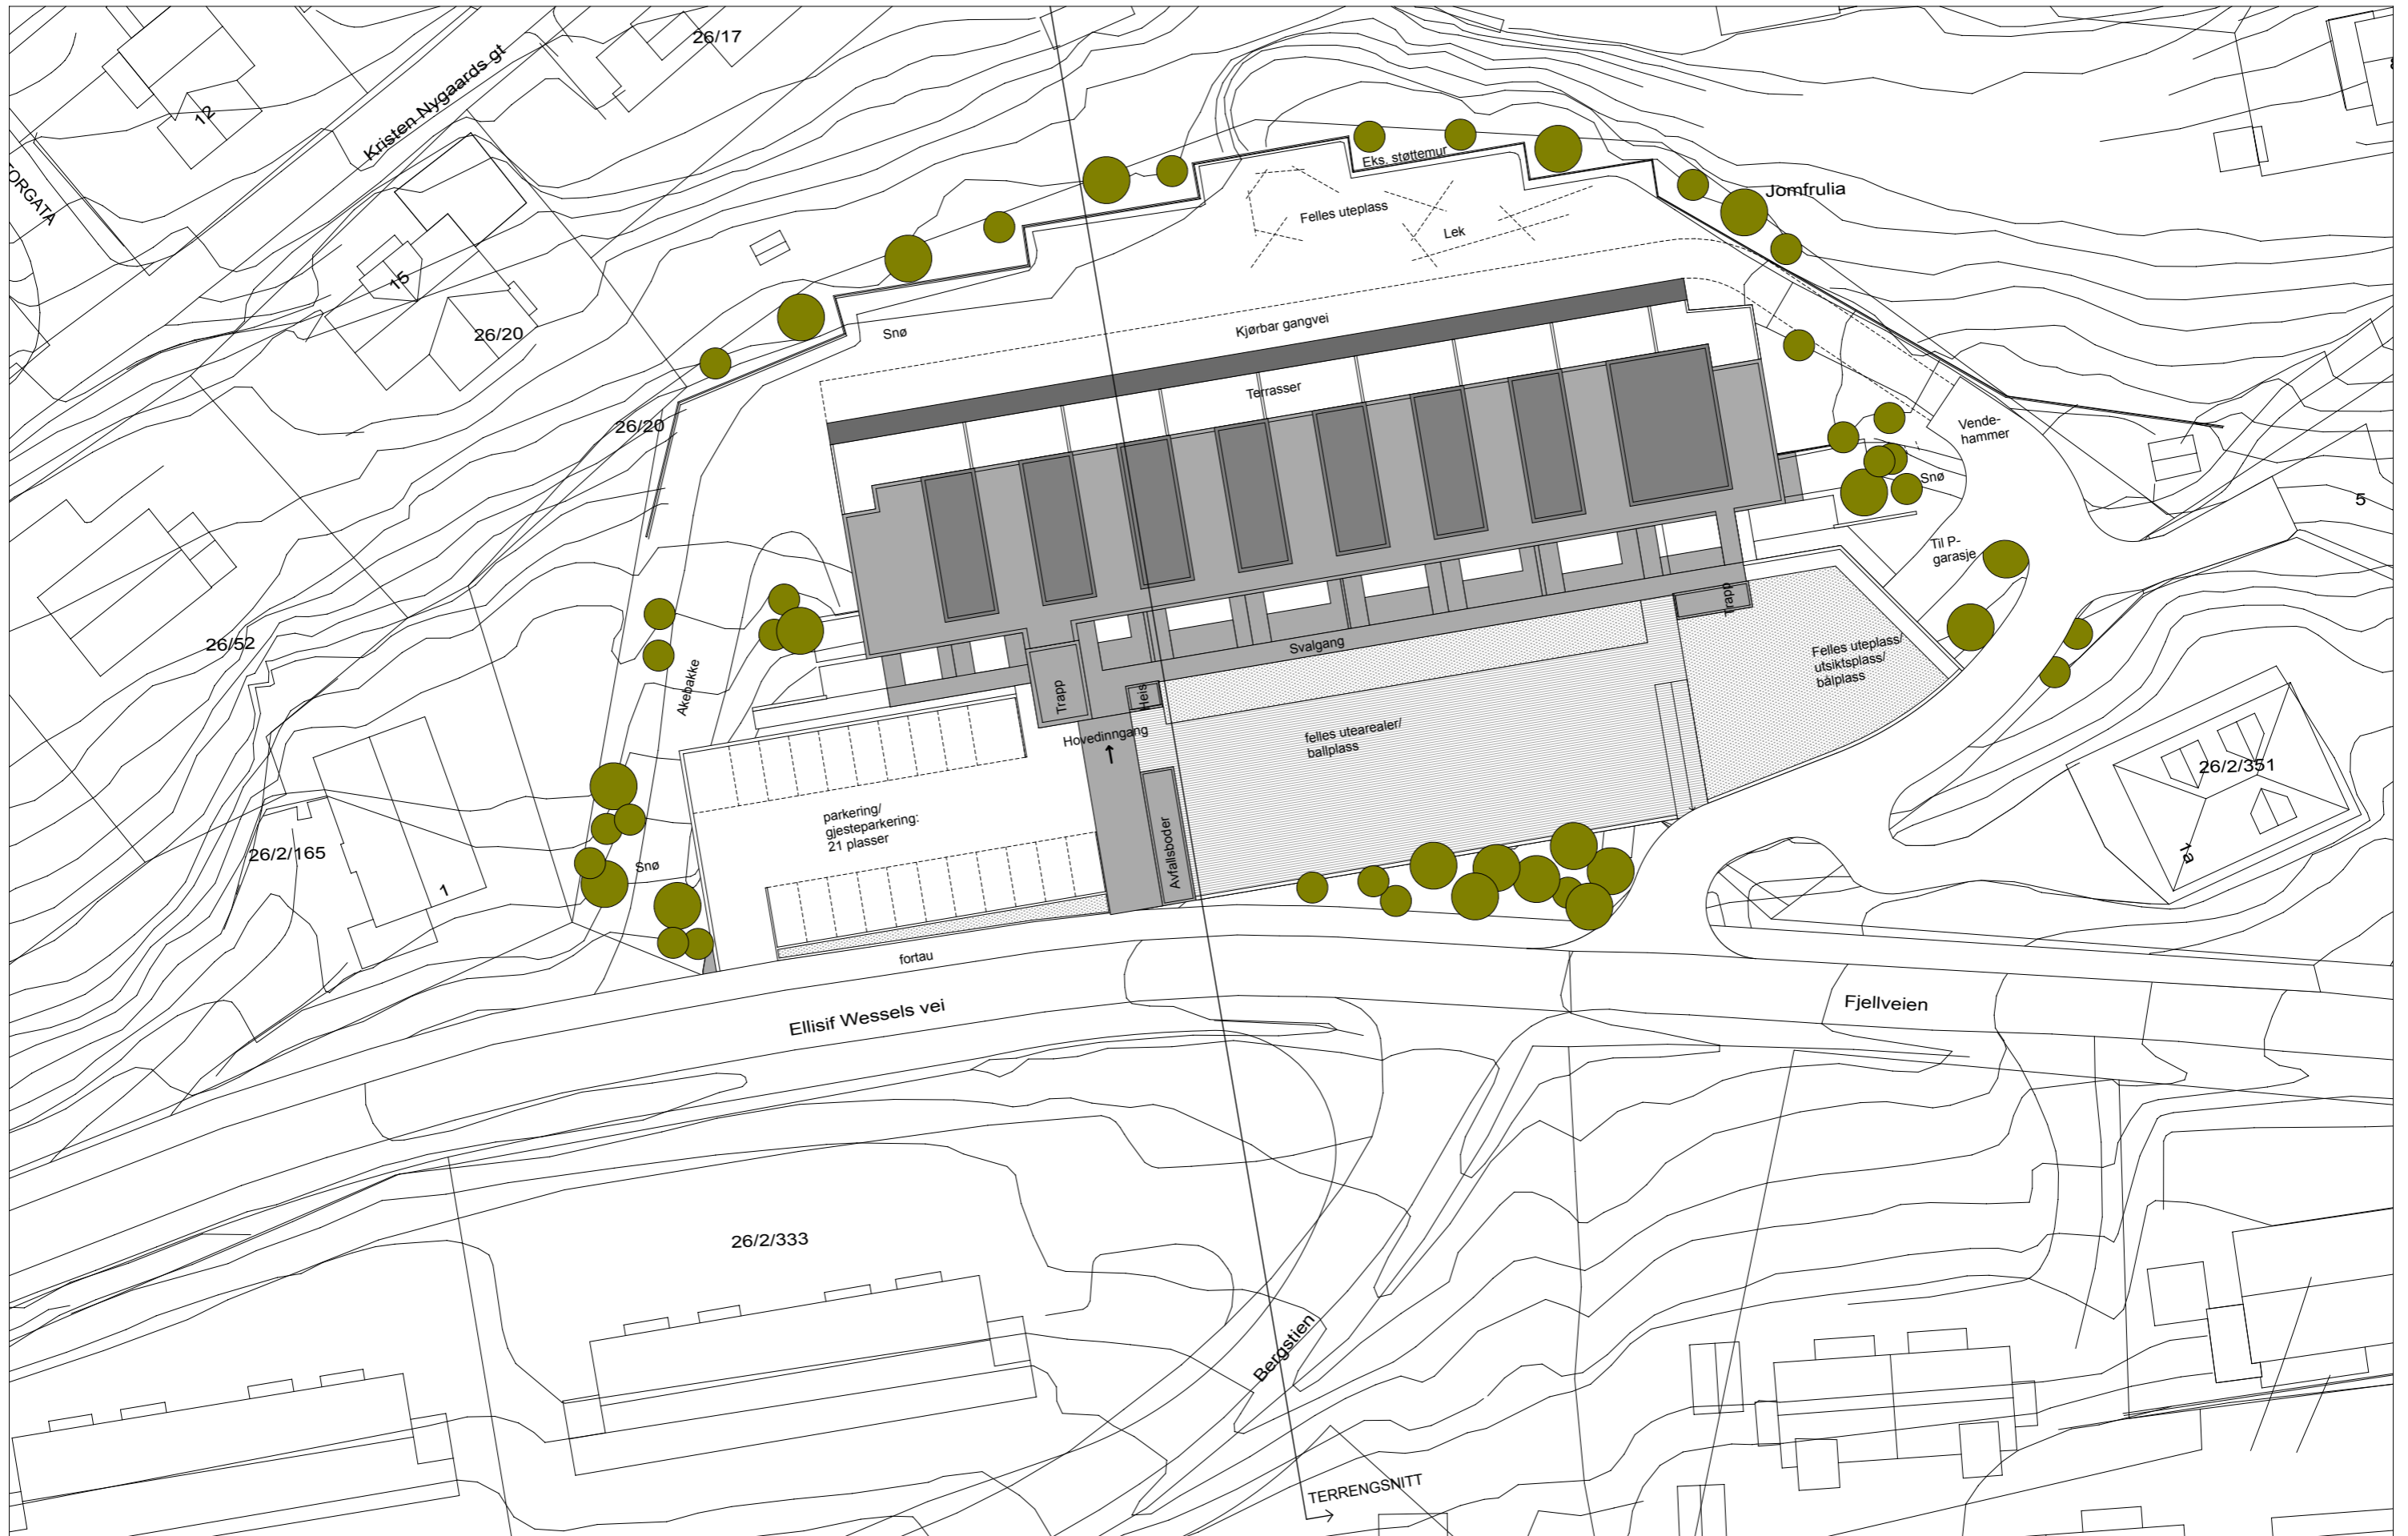 26/17
12
Kristen Nygaards gt
TORGATA
15
26/20
26/20
Eks. støttemur
Jomfrulia
Felles uteplass
Lek
Snø
Kjørbar gangvei
Terrasser
Vende-
hammer
Snø
5
Til P-
garasje
26/52
Akebakke
Trapp
Svalgang
Felles uteplass/
utsiktsplass/
bålplass
Trapp
Heis
Hovedinngang
felles utearealer/
ballplass
26/2/351
7a
parkering/
gjesteparkering:
21 plasser
Avfallsboder
26/2/165
1
Snø
fortau
Ellisif Wessels vei
Fjellveien
26/2/333
Bergstien
TERRENGSNITT